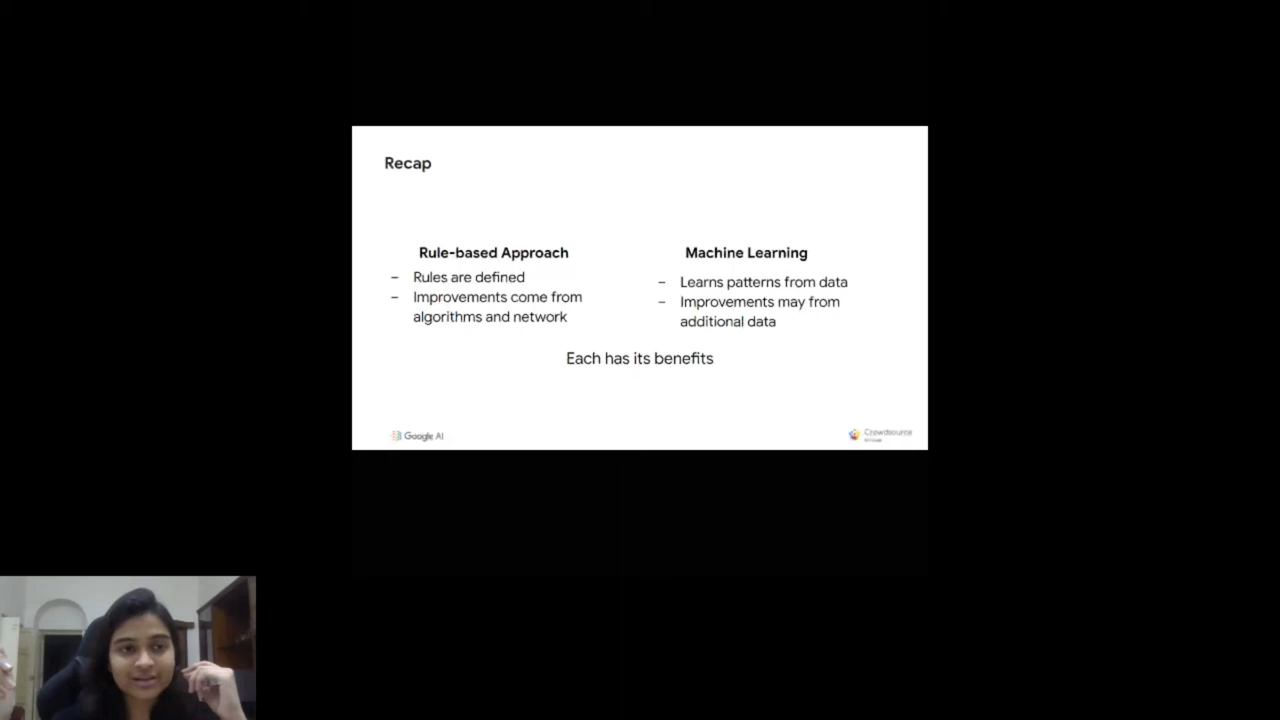 Recap
Rule-based Approach
– Rules are defined
– Improvements come from
algorithms and network
Machine Learning
– Learns patterns from data
– Improvements may from
additional data
Each has its benefits
Google AI
Crowdsource